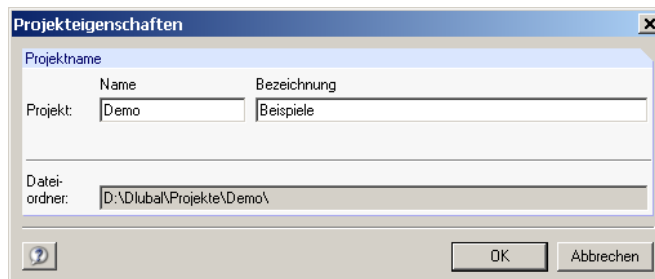 Projekteigenschaften
Projektname
Name Bezeichnung
Projekt: Demo Beispiele
Datei-
ordner: D:\Dlubal\Projekte\Demo\
OK Abbrechen